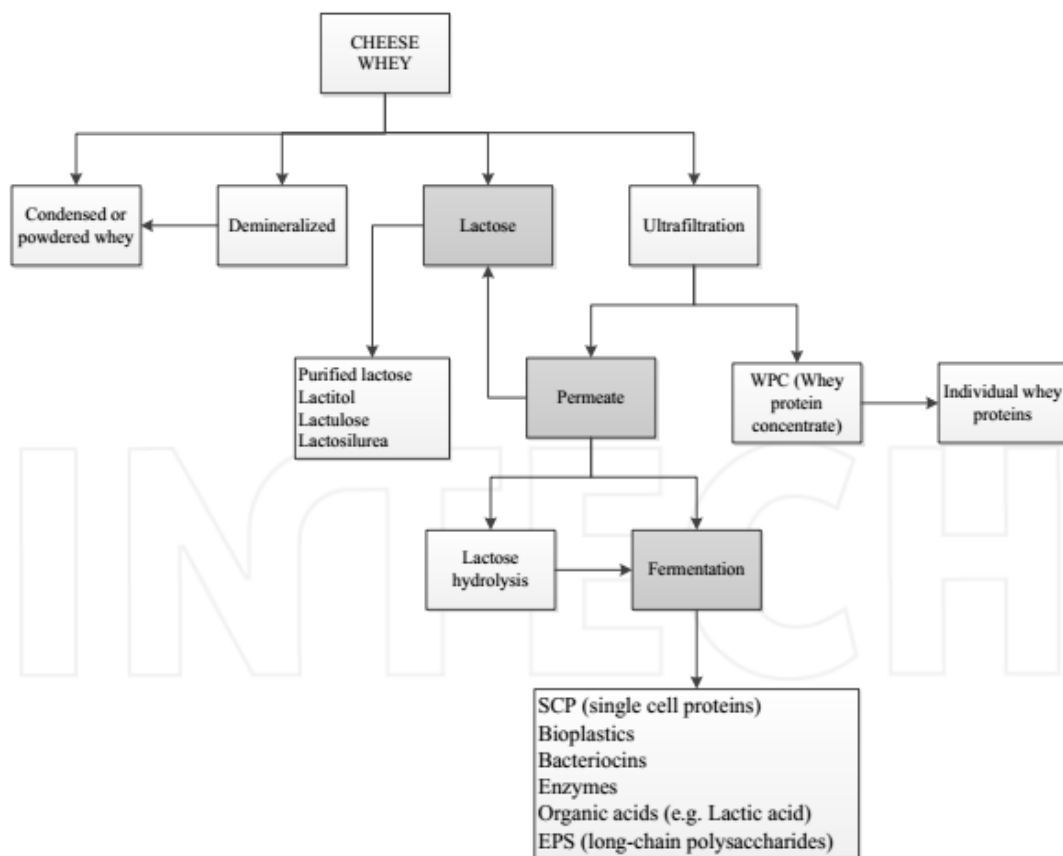 CHEESE
WHEY
Condensed or
powdered whey
Demineralized
Lactose
Ultrafiltration
Purified lactose
Lactitol
Lactulose
Lactosilurea
Permeate
WPC (Whey
protein
concentrate)
Individual whey
proteins
Lactose
hydrolysis
Fermentation
INTECH
SCP (single cell proteins)
Bioplastics
Bacteriocins
Enzymes
Organic acids (e.g. Lactic acid)
EPS (long-chain polysaccharides)